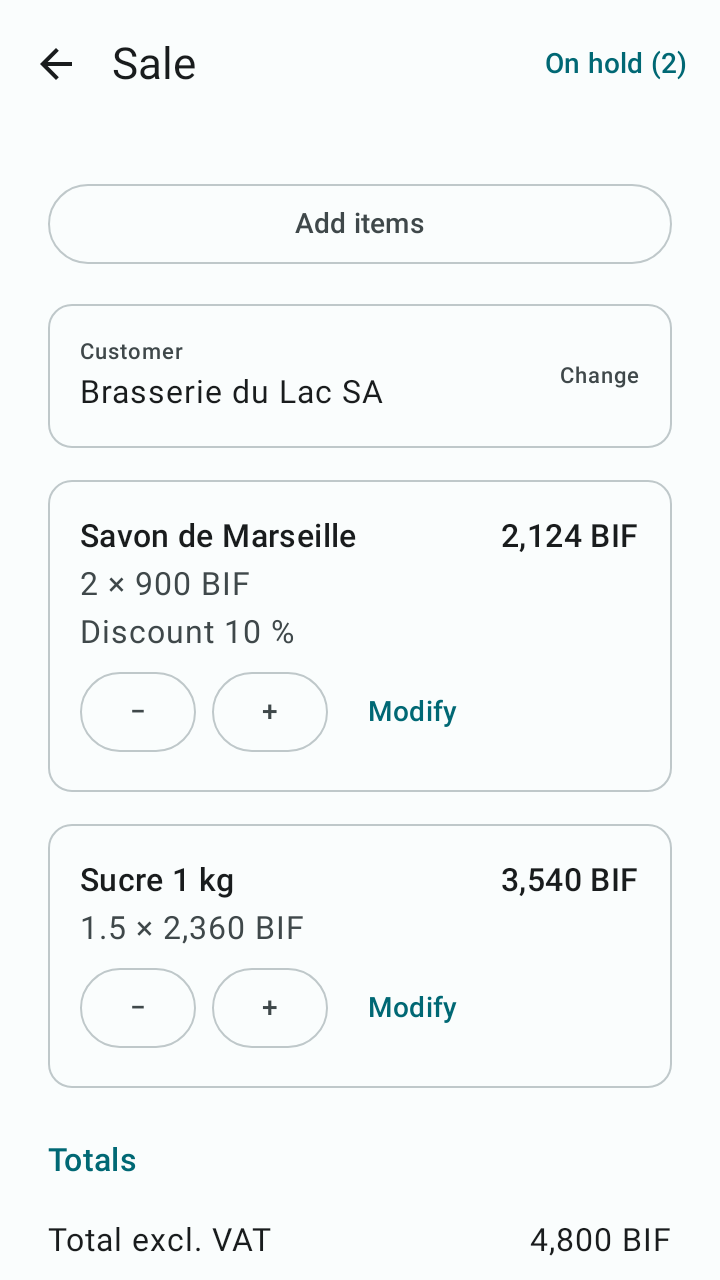 Sale
On hold (2)
Add items
Customer
Brasserie du Lac SA
Change
Savon de Marseille 2,124 BIF
2 × 900 BIF
Discount 10 %
− + Modify
Sucre 1 kg 3,540 BIF
1.5 × 2,360 BIF
− + Modify
Totals
Total excl. VAT 4,800 BIF